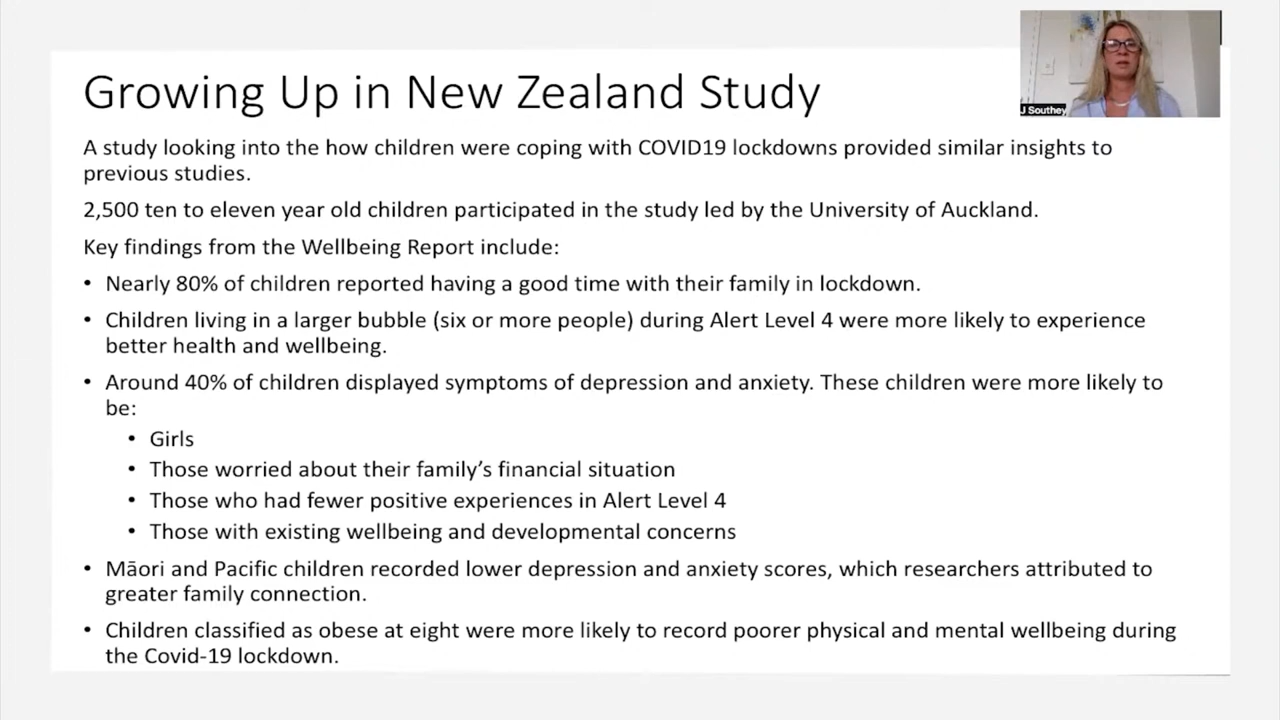 Growing Up in New Zealand Study
J Southey
A study looking into the how children were coping with COVID19 lockdowns provided similar insights to
previous studies.
2,500 ten to eleven year old children participated in the study led by the University of Auckland.
Key findings from the Wellbeing Report include:
• Nearly 80% of children reported having a good time with their family in lockdown.
• Children living in a larger bubble (six or more people) during Alert Level 4 were more likely to experience
better health and wellbeing.
• Around 40% of children displayed symptoms of depression and anxiety. These children were more likely to
be:
• Girls
• Those worried about their family's financial situation
• Those who had fewer positive experiences in Alert Level 4
• Those with existing wellbeing and developmental concerns
• Māori and Pacific children recorded lower depression and anxiety scores, which researchers attributed to
greater family connection.
• Children classified as obese at eight were more likely to record poorer physical and mental wellbeing during
the Covid-19 lockdown.